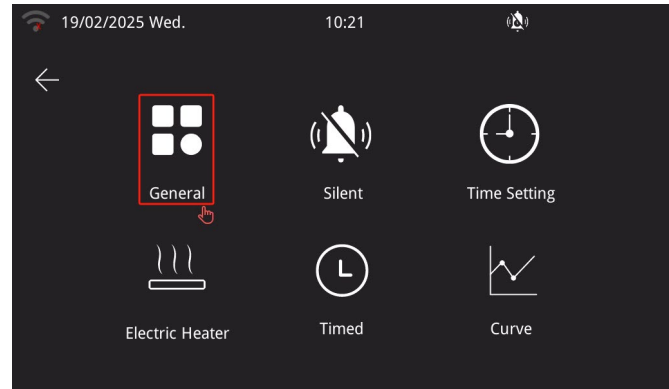 19/02/2025 Wed. 10:21
General Silent Time Setting
Electric Heater Timed Curve